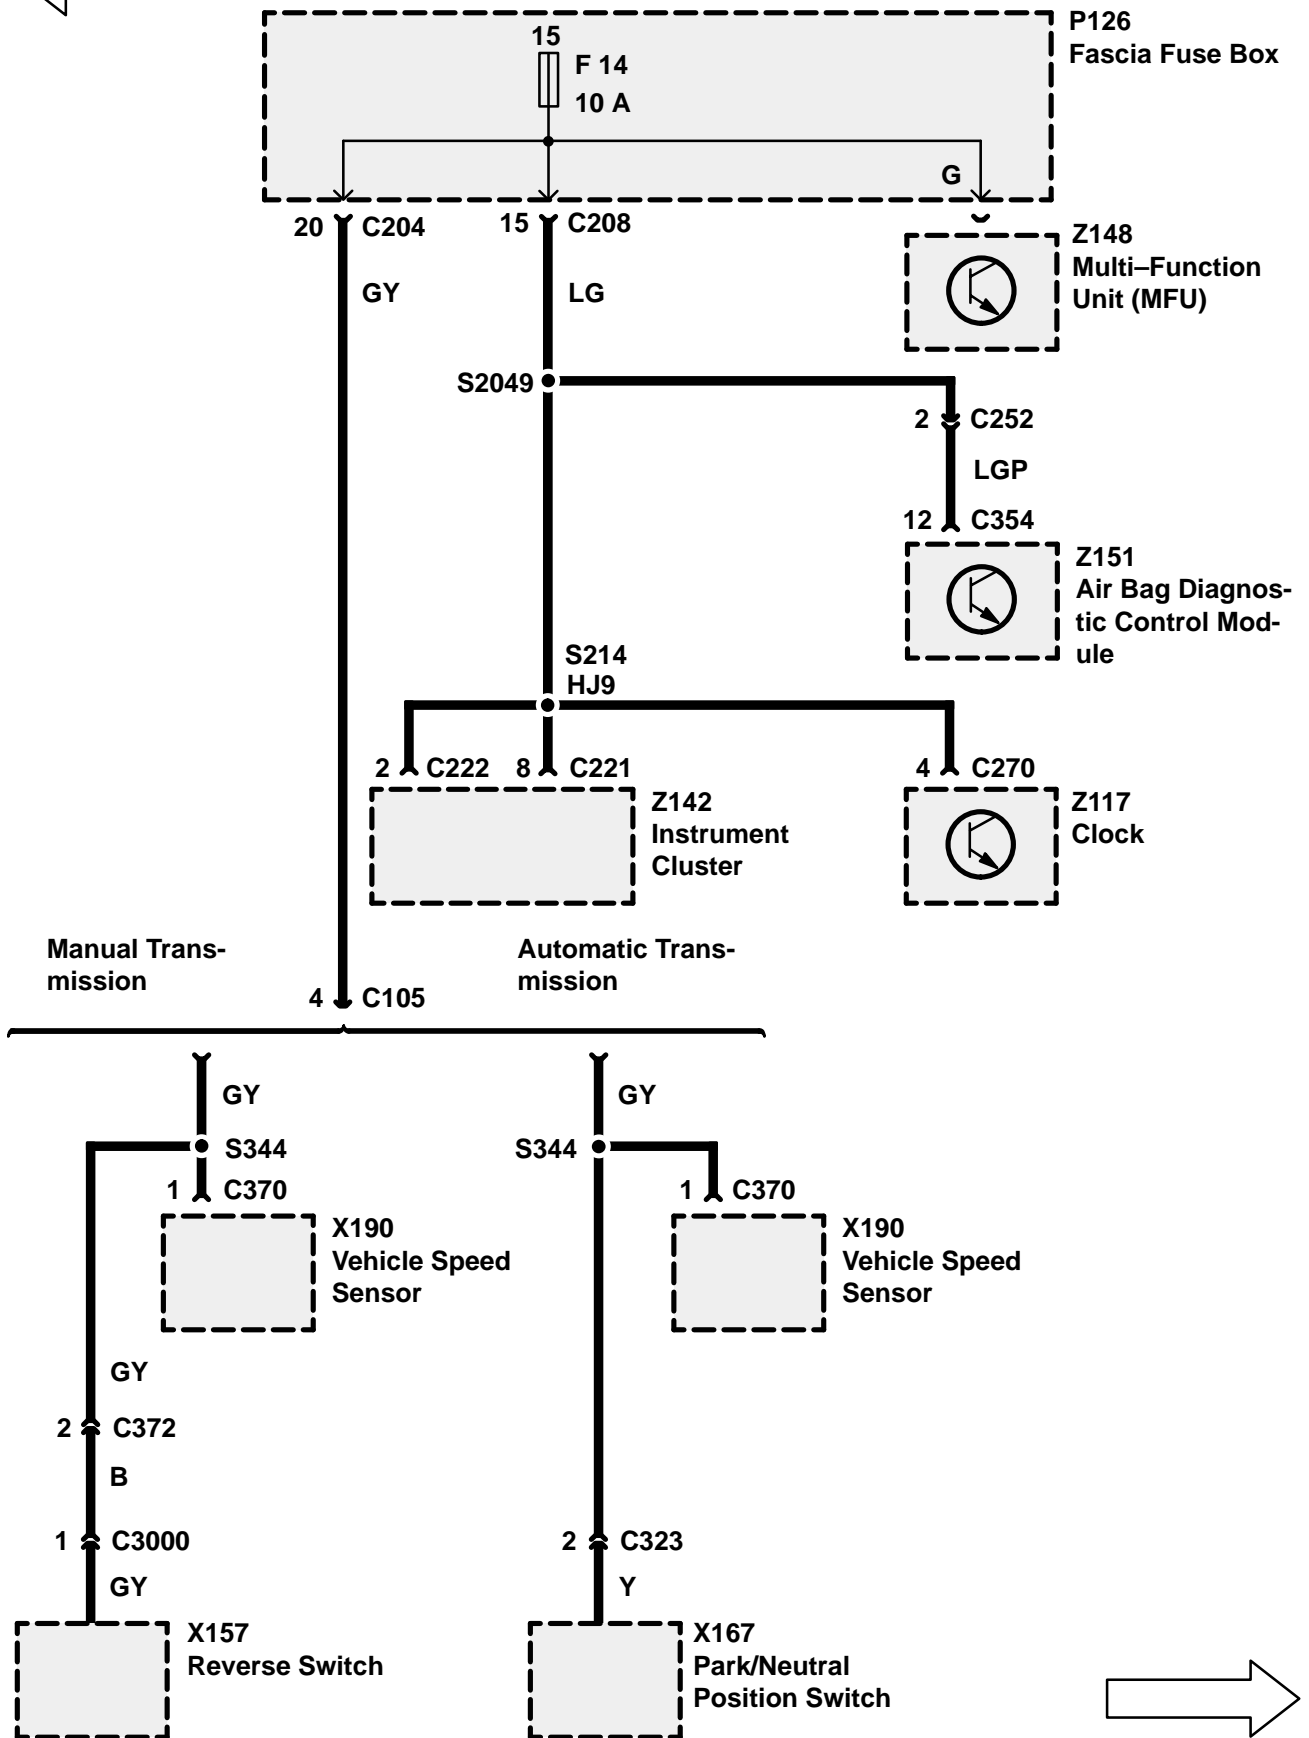 P126
Fascia Fuse Box
15
F 14
10 A
G
20 C204
15 C208
GY
LG
Z148
Multi–Function
Unit (MFU)
S2049
2 C252
LGP
12 C354
Z151
Air Bag Diagnos-
tic Control Mod-
ule
S214
HJ9
2 C222
8 C221
4 C270
Z142
Instrument
Cluster
Z117
Clock
Manual Trans-
mission
Automatic Trans-
mission
4 C105
GY
GY
S344
S344
1 C370
1 C370
X190
Vehicle Speed
Sensor
X190
Vehicle Speed
Sensor
GY
2 C372
B
1 C3000
GY
2 C323
Y
X157
Reverse Switch
X167
Park/Neutral
Position Switch